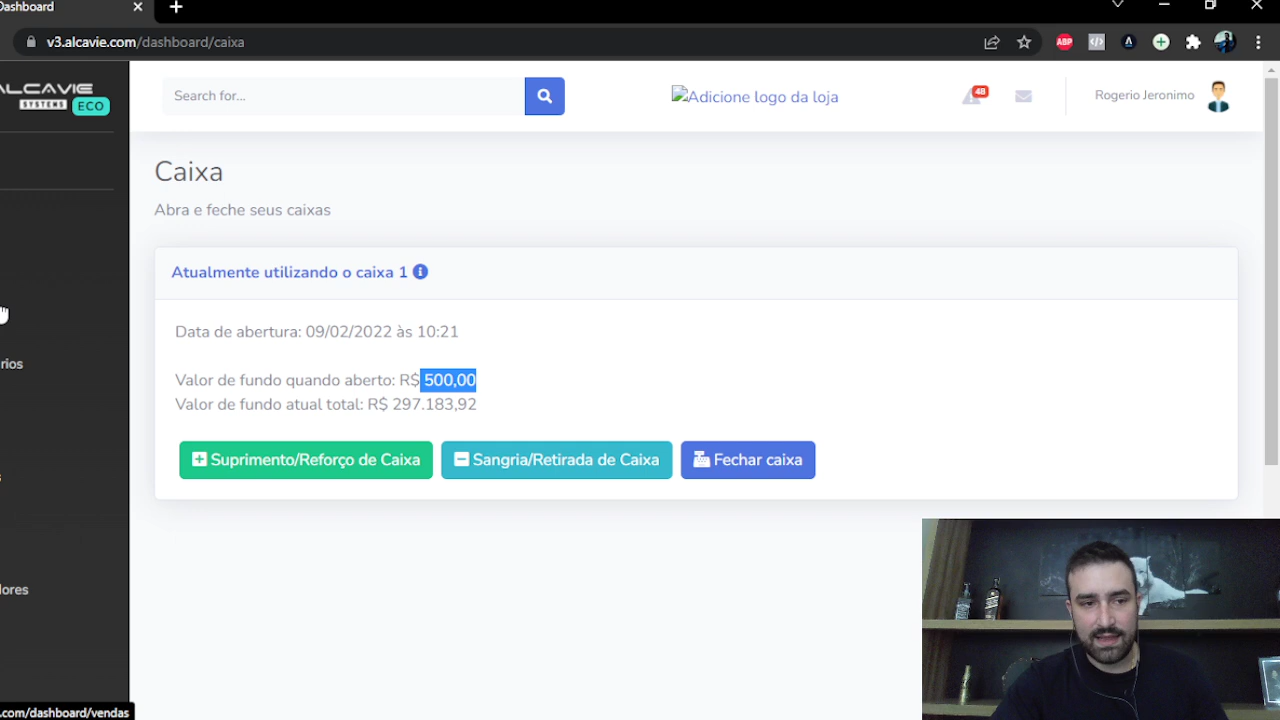 Dashboard
v3.alcavie.com/dashboard/caixa
ABP
ALCAVIE
SYSTEMS ECO
Search for...
Adicione logo da loja
48
Rogerio Jeronimo
Caixa
Abra e feche seus caixas
Atualmente utilizando o caixa 1
Data de abertura: 09/02/2022 às 10:21
rios
Valor de fundo quando aberto: R$ 500,00
Valor de fundo atual total: R$ 297.183,92
Suprimento/Reforço de Caixa
Sangria/Retirada de Caixa
Fechar caixa
s
lores
.com/dashboard/vendas